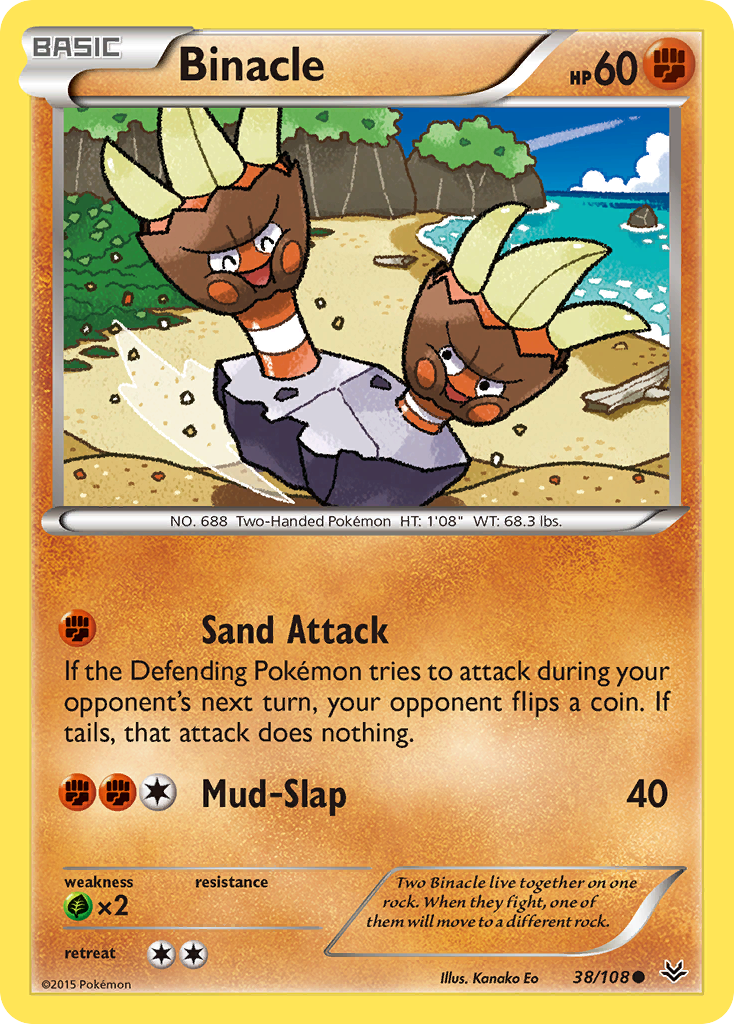 BASIC
Binacle
HP60
NO. 688 Two-Handed Pokémon HT: 1'08" WT: 68.3 lbs.
Sand Attack
If the Defending Pokémon tries to attack during your
opponent's next turn, your opponent flips a coin. If
tails, that attack does nothing.
Mud-Slap 40
weakness resistance
×2
Two Binacle live together on one
rock. When they fight, one of
them will move to a different rock.
retreat
©2015 Pokémon
Illus. Kanako Eo 38/108